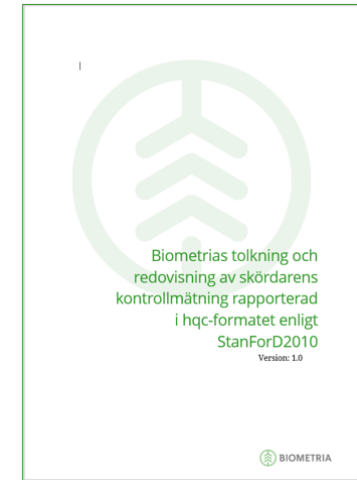 Biometrias tolkning och
redovisning av skördarens
kontrollmätning rapporterad
i hqc-formatet enligt
StanForD2010
Version: 1.0
BIOMETRIA